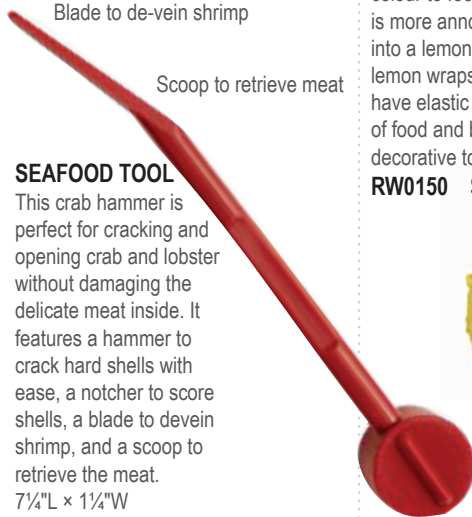 Blade to de-vein shrimp
Scoop to retrieve meat
SEAFOOD TOOL
This crab hammer is
perfect for cracking and
opening crab and lobster
without damaging the
delicate meat inside. It
features a hammer to
crack hard shells with
ease, a notcher to score
shells, a blade to devein
shrimp, and a scoop to
retrieve the meat.
7¼"L × 1¼"W
is more
into a lemon
lemon wraps
have elastic
of food and
decorative
RW0150